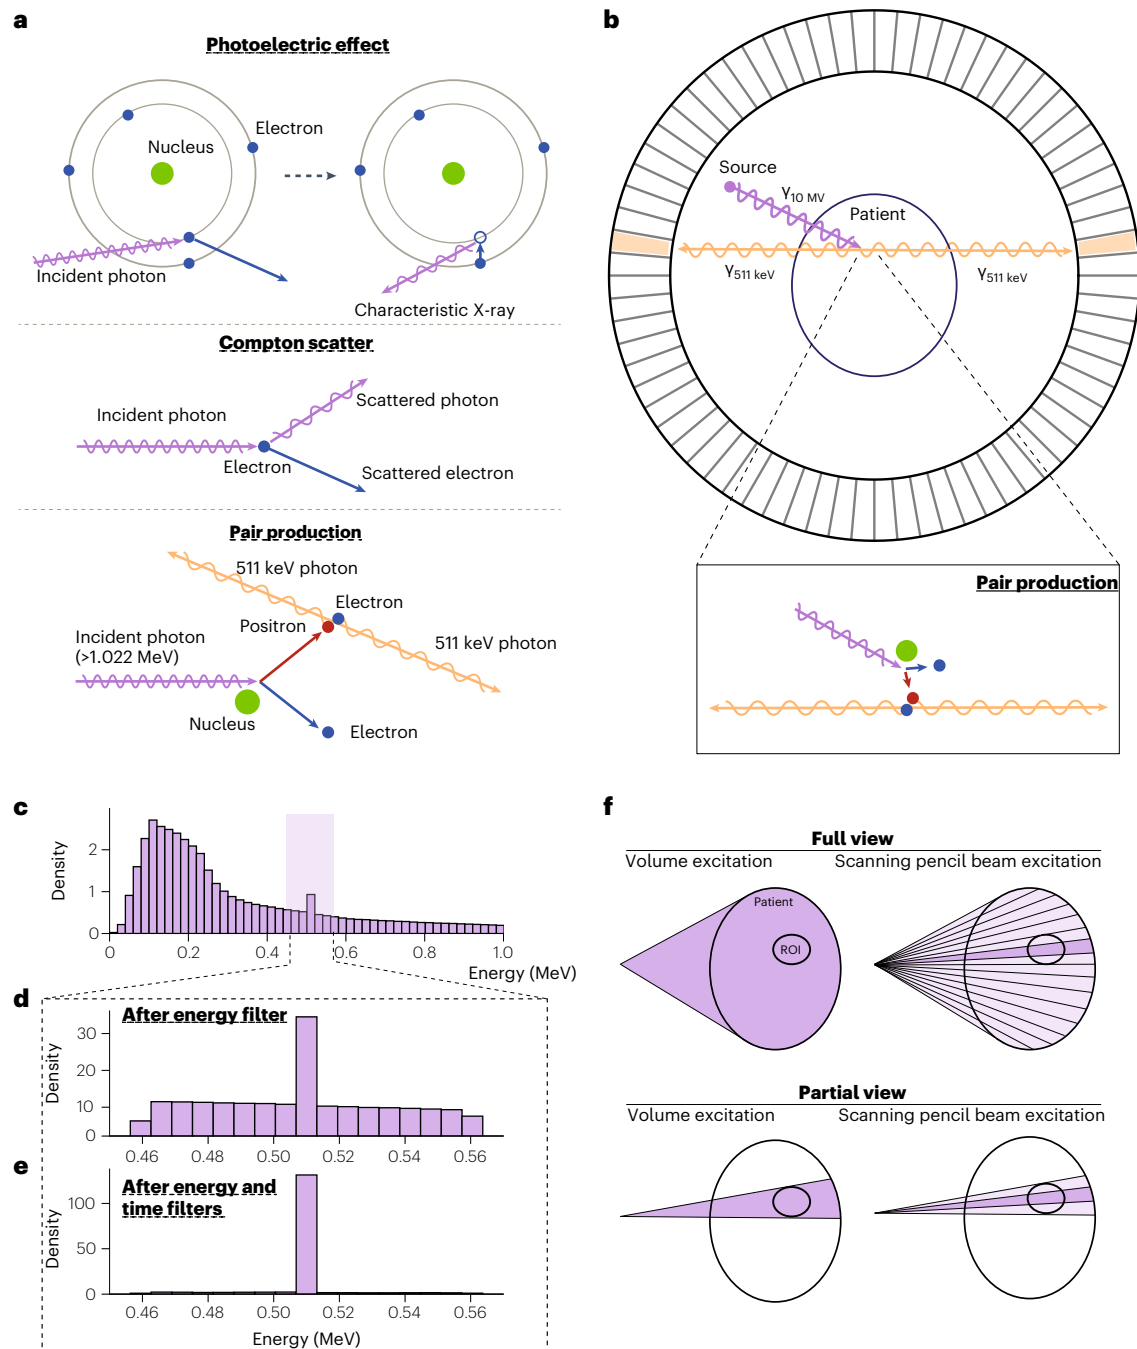 a
Photoelectric effect
Electron
Nucleus
Incident photon
Characteristic X-ray
Compton scatter
Incident photon
Scattered photon
Electron
Scattered electron
Pair production
511 keV photon
Electron
Positron
Incident photon
(>1.022 MeV)
511 keV photon
Nucleus
Electron
b
Source
γ10 MV
Patient
γ511 keV
γ511 keV
Pair production
c
Density
2
1
0
0
0.2
0.4
0.6
0.8
1.0
Energy (MeV)
d
After energy filter
Density
30
20
10
0
0.46
0.48
0.50
0.52
0.54
0.56
e
After energy and
time filters
Density
100
50
0
0.46
0.48
0.50
0.52
0.54
0.56
Energy (MeV)
f
Full view
Volume excitation
Scanning pencil beam excitation
Patient
ROI
Partial view
Volume excitation
Scanning pencil beam excitation